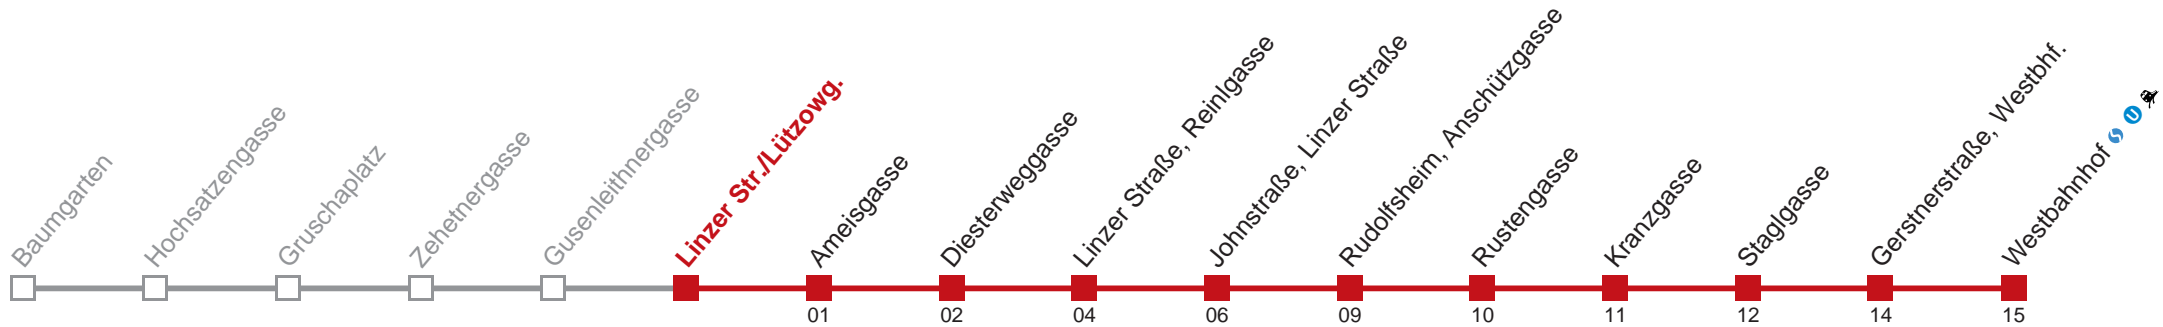 Baumgarten
Hochsatzengasse
Gruschaplatz
Zehetnergasse
Gusenleithnergasse
Linzer Str./Lützowg.
Ameisgasse
Diesterweggasse
Linzer Straße, Reinlgasse
Johnstraße, Linzer Straße
Rudolfsheim, Anschützgasse
Rustengasse
Kranzgasse
Staglgasse
Gerstnerstraße, Westbhf.
Westbahnhof S U
01 02 04 06 09 10 11 12 14 15